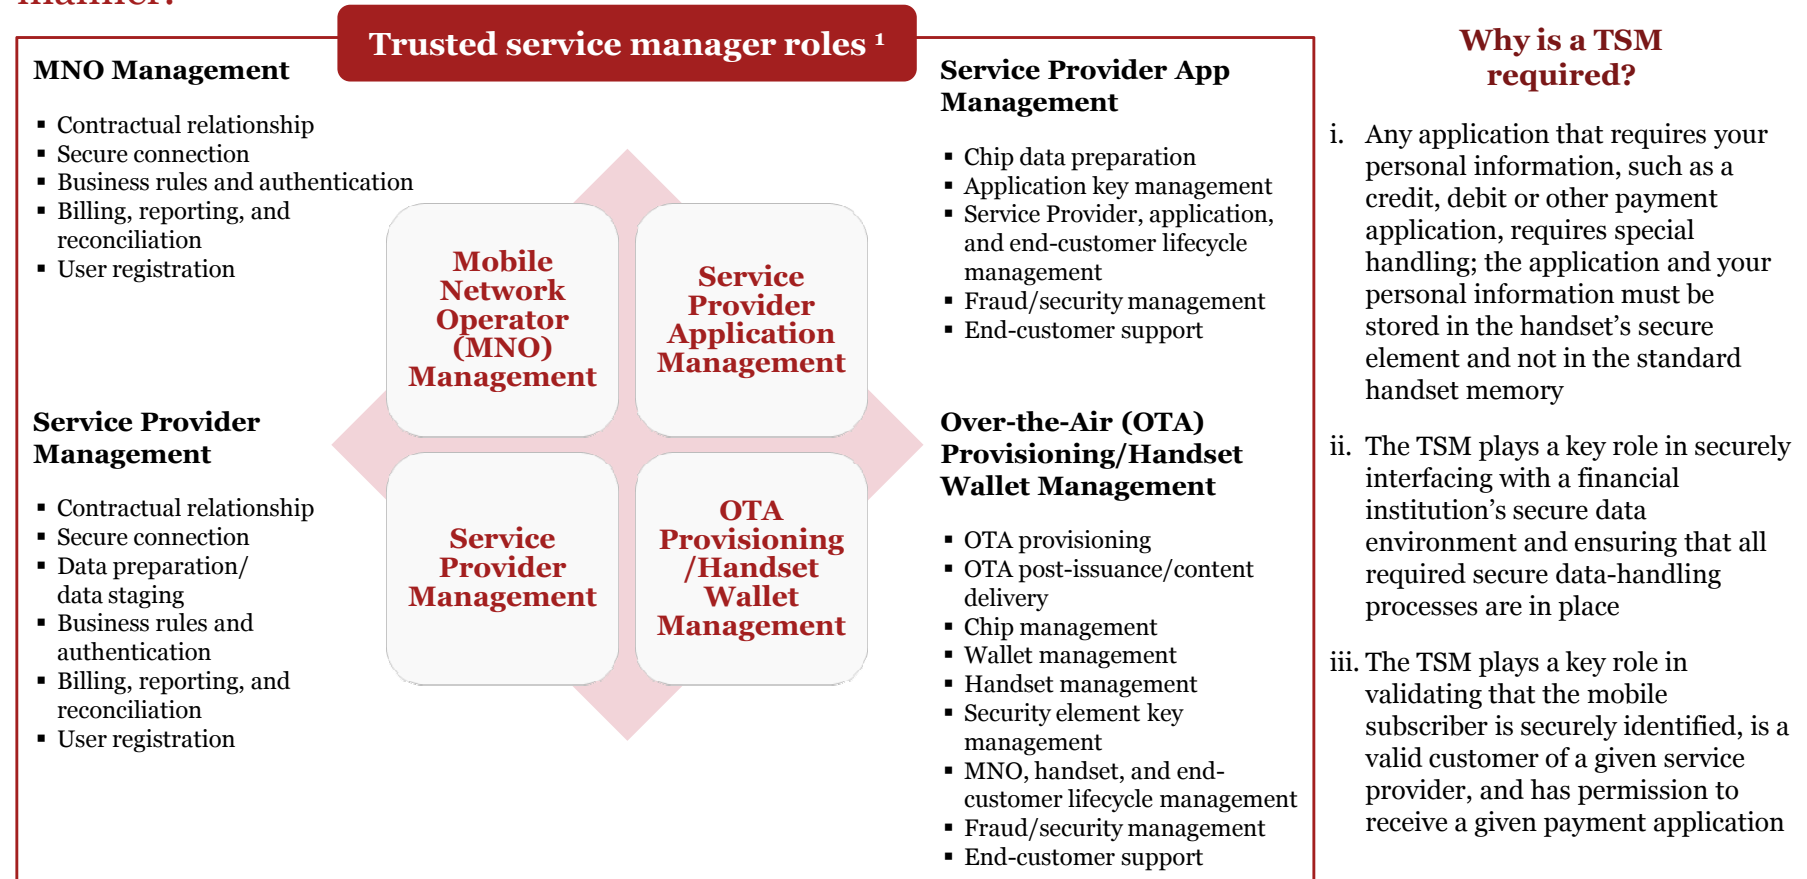 manner.
Trusted service manager roles 1
MNO Management
▪ Contractual relationship
▪ Secure connection
▪ Business rules and authentication
▪ Billing, reporting, and
reconciliation
▪ User registration
Service Provider
Management
▪ Contractual relationship
▪ Secure connection
▪ Data preparation/
data staging
▪ Business rules and
authentication
▪ Billing, reporting, and
reconciliation
▪ User registration
Mobile
Network
Operator
(MNO)
Management
Service
Provider
Application
Management
Service
Provider
Management
OTA
Provisioning
/Handset
Wallet
Management
Service Provider App
Management
▪ Chip data preparation
▪ Application key management
▪ Service Provider, application,
and end-customer lifecycle
management
▪ Fraud/security management
▪ End-customer support
Over-the-Air (OTA)
Provisioning/Handset
Wallet Management
▪ OTA provisioning
▪ OTA post-issuance/content
delivery
▪ Chip management
▪ Wallet management
▪ Handset management
▪ Security element key
management
▪ MNO, handset, and end-
customer lifecycle management
▪ Fraud/security management
▪ End-customer support
Why is a TSM
required?
i. Any application that requires your
personal information, such as a
credit, debit or other payment
application, requires special
handling; the application and your
personal information must be
stored in the handset’s secure
element and not in the standard
handset memory
ii. The TSM plays a key role in securely
interfacing with a financial
institution’s secure data
environment and ensuring that all
required secure data-handling
processes are in place
iii. The TSM plays a key role in
validating that the mobile
subscriber is securely identified, is a
valid customer of a given service
provider, and has permission to
receive a given payment application